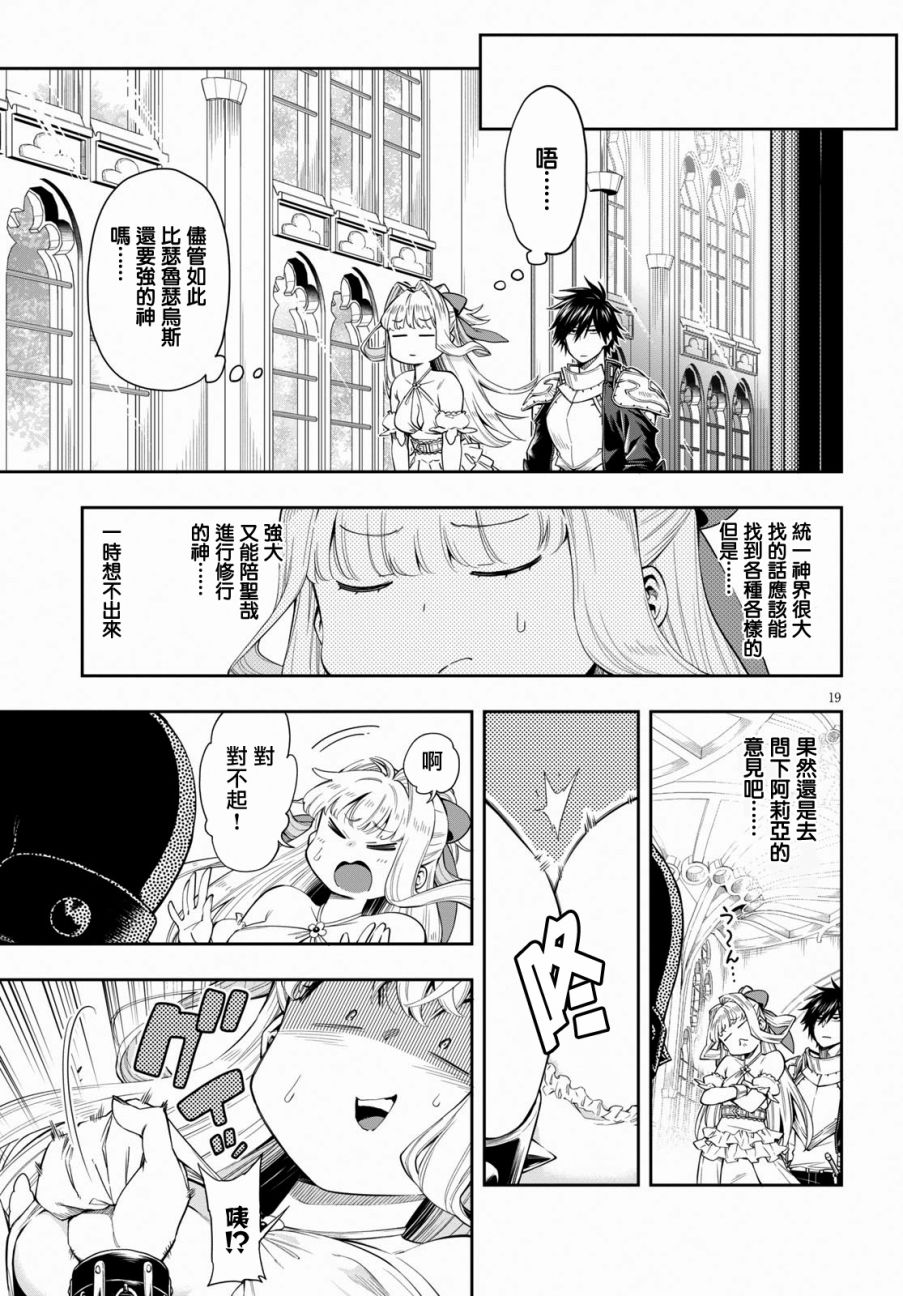 唔……
儘管如此
比瑟魯瑟烏斯
還要強的神
嗎……
統一神界很大
找的話應該能
找到各種各樣的
但是……
強大
又能陪聖哉
進行修行
的神……
一時想不出來
19
果然還是去
問下阿莉亞的
意見吧……
う〜ん…
咚!
啊
對
對不起!
グイッ
咦!?